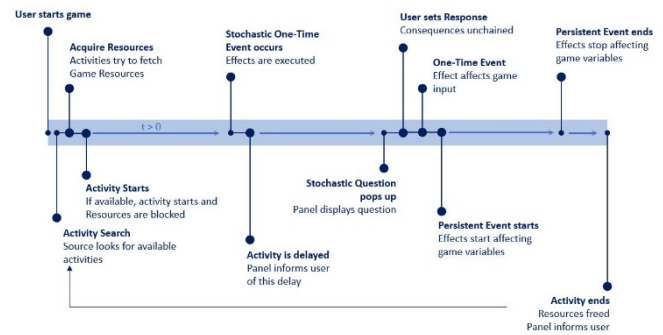 User starts game
Acquire Resources
Activities try to fetch
Game Resources
Stochastic One-Time
Event occurs
Effects are executed
User sets Response
Consequences unchained
One-Time Event
Effect affects game
input
Persistent Event ends
Effects stop affecting
game variables
t > 0
Activity Starts
If available, activity starts and
Resources are blocked
Activity Search
Source looks for available
activities
Activity is delayed
Panel informs user
of this delay
Stochastic Question
pops up
Panel displays question
Persistent Event starts
Effects start affecting
game variables
Activity ends
Resources freed
Panel informs user